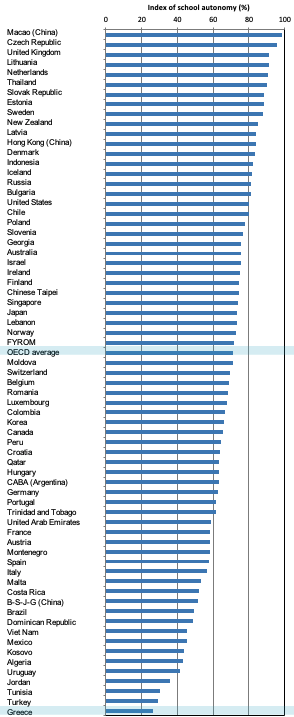 Index of school autonomy (%)
0 20 40 60 80 100
Macao (China)
Czech Republic
United Kingdom
Lithuania
Netherlands
Thailand
Slovak Republic
Estonia
Sweden
New Zealand
Latvia
Hong Kong (China)
Denmark
Indonesia
Iceland
Russia
Bulgaria
United States
Chile
Poland
Slovenia
Georgia
Australia
Israel
Ireland
Finland
Chinese Taipei
Singapore
Japan
Lebanon
Norway
FYROM
OECD average
Moldova
Switzerland
Belgium
Romania
Luxembourg
Colombia
Korea
Canada
Peru
Croatia
Qatar
Hungary
CABA (Argentina)
Germany
Portugal
Trinidad and Tobago
United Arab Emirates
France
Austria
Montenegro
Spain
Italy
Malta
Costa Rica
B-S-J-G (China)
Brazil
Dominican Republic
Viet Nam
Mexico
Kosovo
Algeria
Uruguay
Jordan
Tunisia
Turkey
Greece